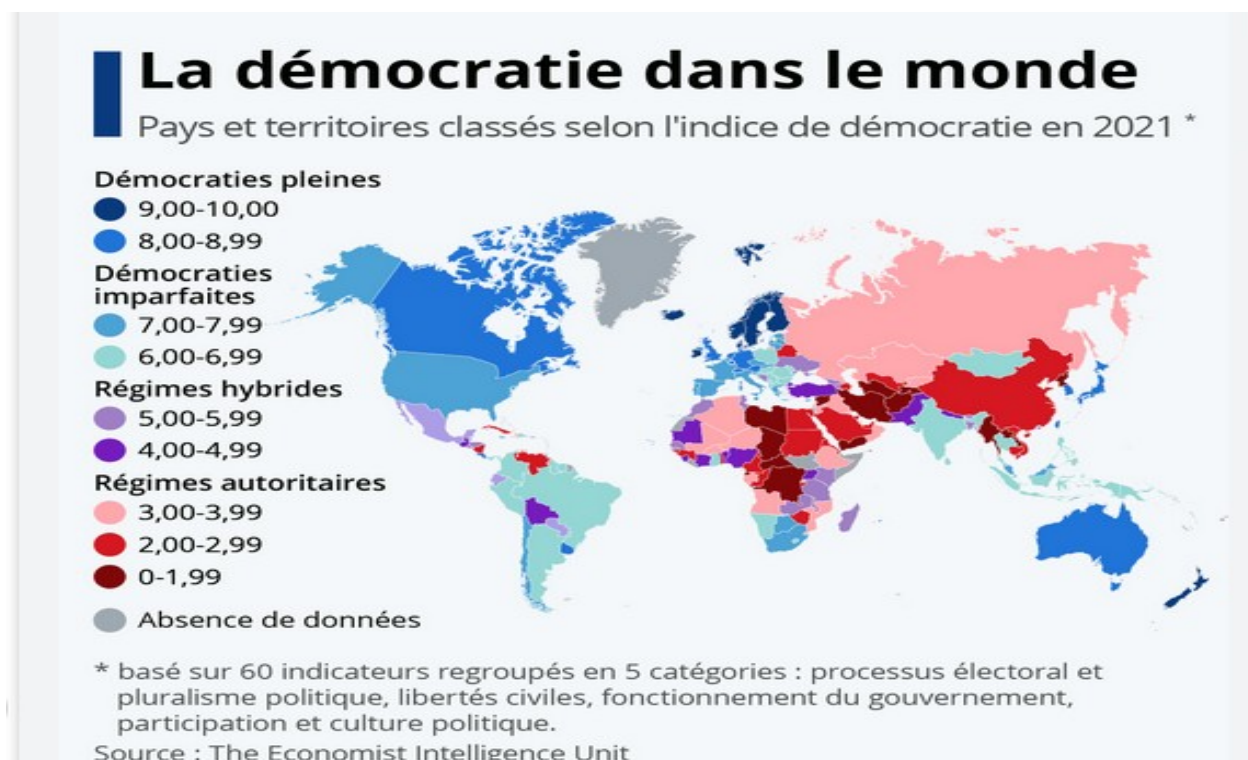 La démocratie dans le monde
Pays et territoires classés selon l'indice de démocratie en 2021 *
Démocraties pleines
9,00-10,00
8,00-8,99
Démocraties
imparfaites
7,00-7,99
6,00-6,99
Régimes hybrides
5,00-5,99
4,00-4,99
Régimes autoritaires
3,00-3,99
2,00-2,99
0-1,99
Absence de données
* basé sur 60 indicateurs regroupés en 5 catégories : processus électoral et
pluralisme politique, libertés civiles, fonctionnement du gouvernement,
participation et culture politique.
Source : The Economist Intelligence Unit